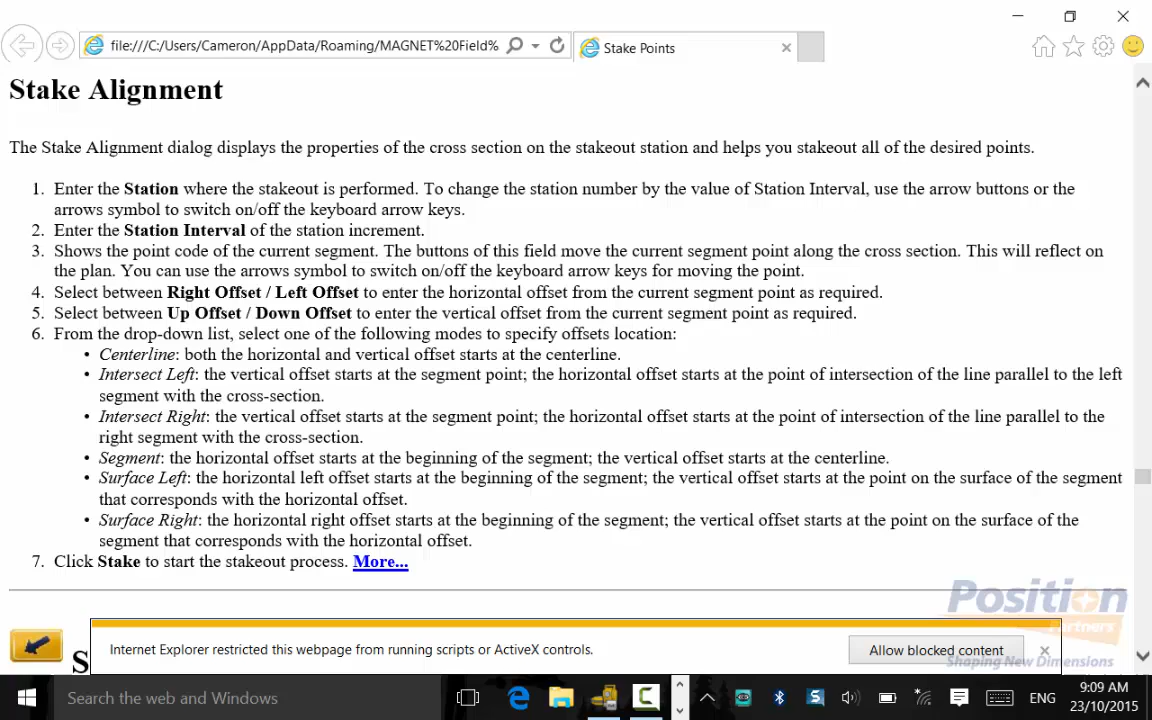 file:///C:/Users/Cameron/AppData/Roaming/MAGNET%20Field%
Stake Points
Stake Alignment
The Stake Alignment dialog displays the properties of the cross section on the stakeout station and helps you stakeout all of the desired points.
1. Enter the Station where the stakeout is performed. To change the station number by the value of Station Interval, use the arrow buttons or the
arrows symbol to switch on/off the keyboard arrow keys.
2. Enter the Station Interval of the station increment.
3. Shows the point code of the current segment. The buttons of this field move the current segment point along the cross section. This will reflect on
the plan. You can use the arrows symbol to switch on/off the keyboard arrow keys for moving the point.
4. Select between Right Offset / Left Offset to enter the horizontal offset from the current segment point as required.
5. Select between Up Offset / Down Offset to enter the vertical offset from the current segment point as required.
6. From the drop-down list, select one of the following modes to specify offsets location:
• Centerline: both the horizontal and vertical offset starts at the centerline.
• Intersect Left: the vertical offset starts at the segment point; the horizontal offset starts at the point of intersection of the line parallel to the left
segment with the cross-section.
• Intersect Right: the vertical offset starts at the segment point; the horizontal offset starts at the point of intersection of the line parallel to the
right segment with the cross-section.
• Segment: the horizontal offset starts at the beginning of the segment; the vertical offset starts at the centerline.
• Surface Left: the horizontal left offset starts at the beginning of the segment; the vertical offset starts at the point on the surface of the segment
that corresponds with the horizontal offset.
• Surface Right: the horizontal right offset starts at the beginning of the segment; the vertical offset starts at the point on the surface of the
segment that corresponds with the horizontal offset.
7. Click Stake to start the stakeout process. More...
Position
Partners
Shaping New Dimensions
S
Internet Explorer restricted this webpage from running scripts or ActiveX controls.
Allow blocked content
Search the web and Windows
ENG
9:09 AM
23/10/2015